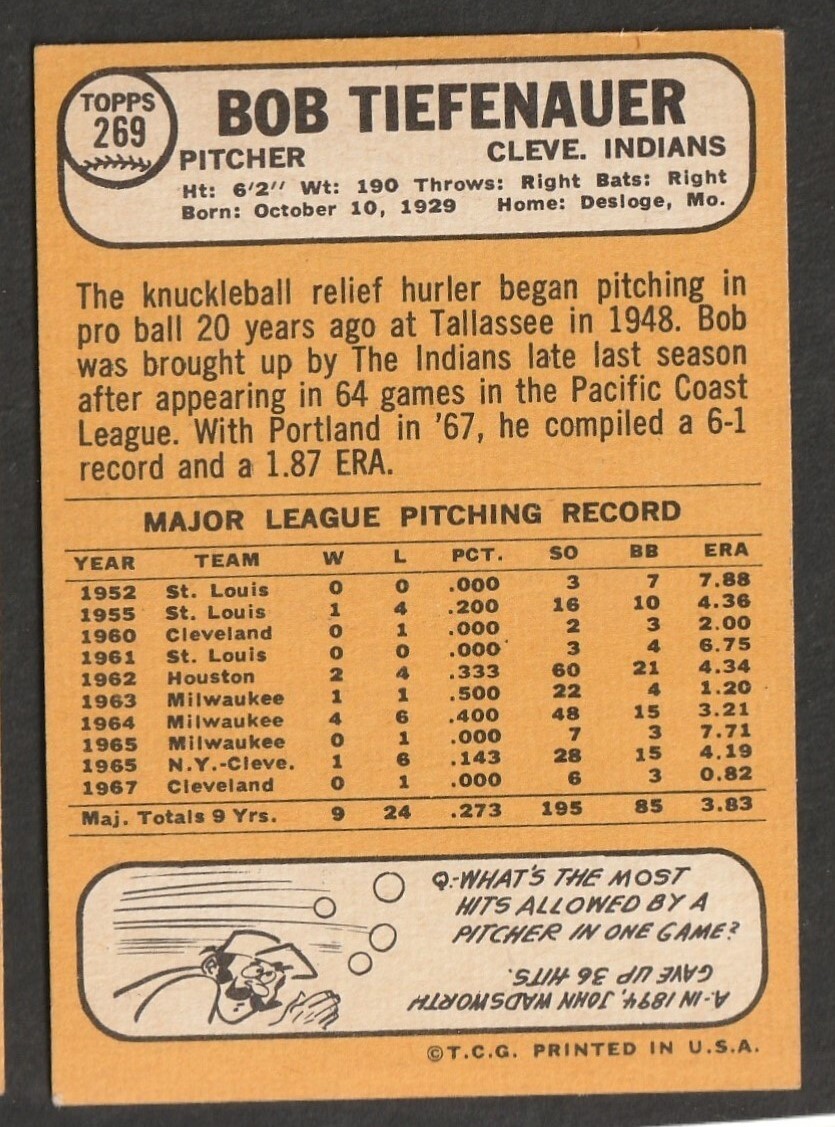 TOPPS
269
BOB TIEFENAUER
PITCHER CLEVE. INDIANS
Ht: 6'2" Wt: 190 Throws: Right Bats: Right
Born: October 10, 1929 Home: Desloge, Mo.
The knuckleball relief hurler began pitching in
pro ball 20 years ago at Tallassee in 1948. Bob
was brought up by The Indians late last season
after appearing in 64 games in the Pacific Coast
League. With Portland in '67, he compiled a 6-1
record and a 1.87 ERA.
MAJOR LEAGUE PITCHING RECORD
YEAR TEAM W L PCT. SO BB ERA
1952 St. Louis 0 0 .000 3 7 7.88
1955 St. Louis 1 4 .200 16 10 4.36
1960 Cleveland 0 1 .000 2 3 2.00
1961 St. Louis 0 0 .000 3 4 6.75
1962 Houston 2 4 .333 60 21 4.34
1963 Milwaukee 1 1 .500 22 4 1.20
1964 Milwaukee 4 6 .400 48 15 3.21
1965 Milwaukee 0 1 .000 7 3 7.71
1965 N.Y.-Cleve. 1 6 .143 28 15 4.19
1967 Cleveland 0 1 .000 6 3 0.82
Maj. Totals 9 Yrs. 9 24 .273 195 85 3.83
Q.-WHAT'S THE MOST
HITS ALLOWED BY A
PITCHER IN ONE GAME?
A.-IN 1894, JOHN WADSWORTH
GAVE UP 36 HITS.
©T.C.G. PRINTED IN U.S.A.